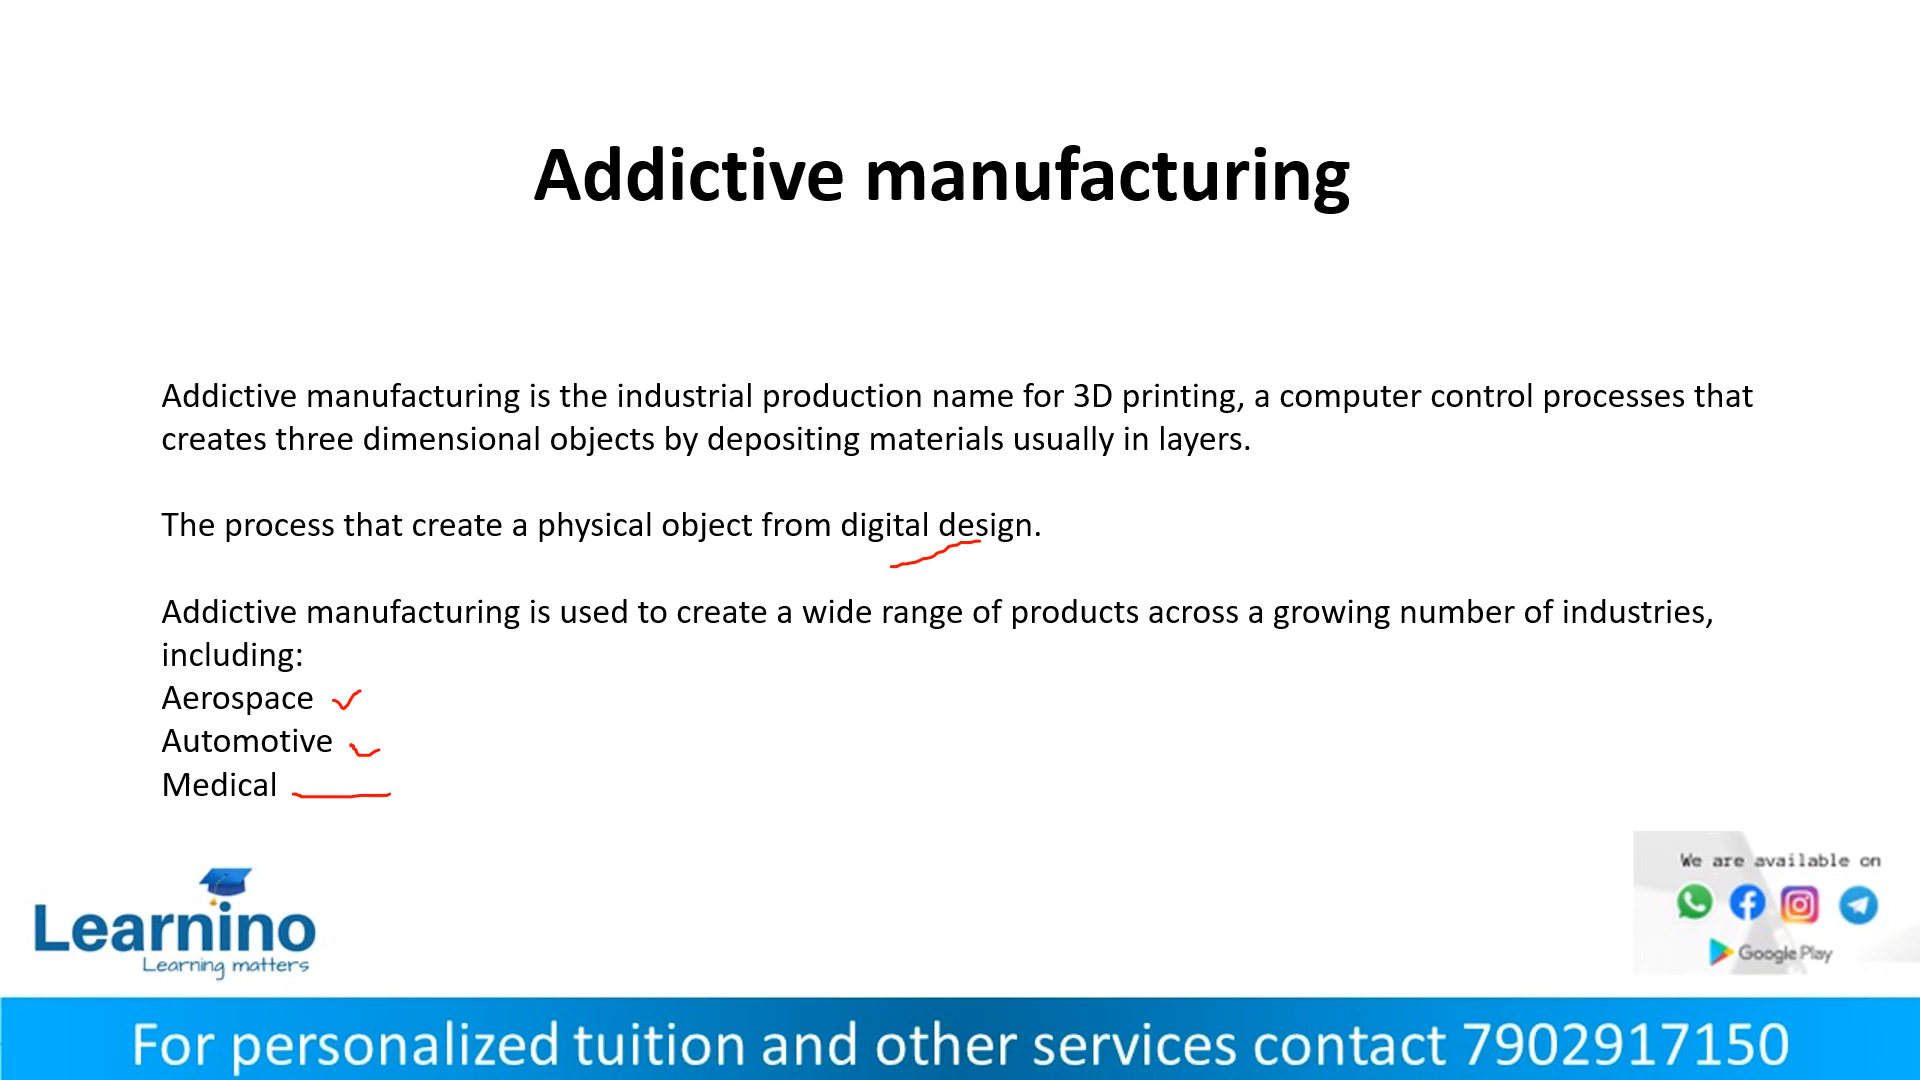 Addictive manufacturing
Addictive manufacturing is the industrial production name for 3D printing, a computer control processes that
creates three dimensional objects by depositing materials usually in layers.
The process that create a physical object from digital design.
Addictive manufacturing is used to create a wide range of products across a growing number of industries,
including:
Aerospace
Automotive
Medical
Learnino
Learning matters
We are available on
Google Play
For personalized tuition and other services contact 7902917150